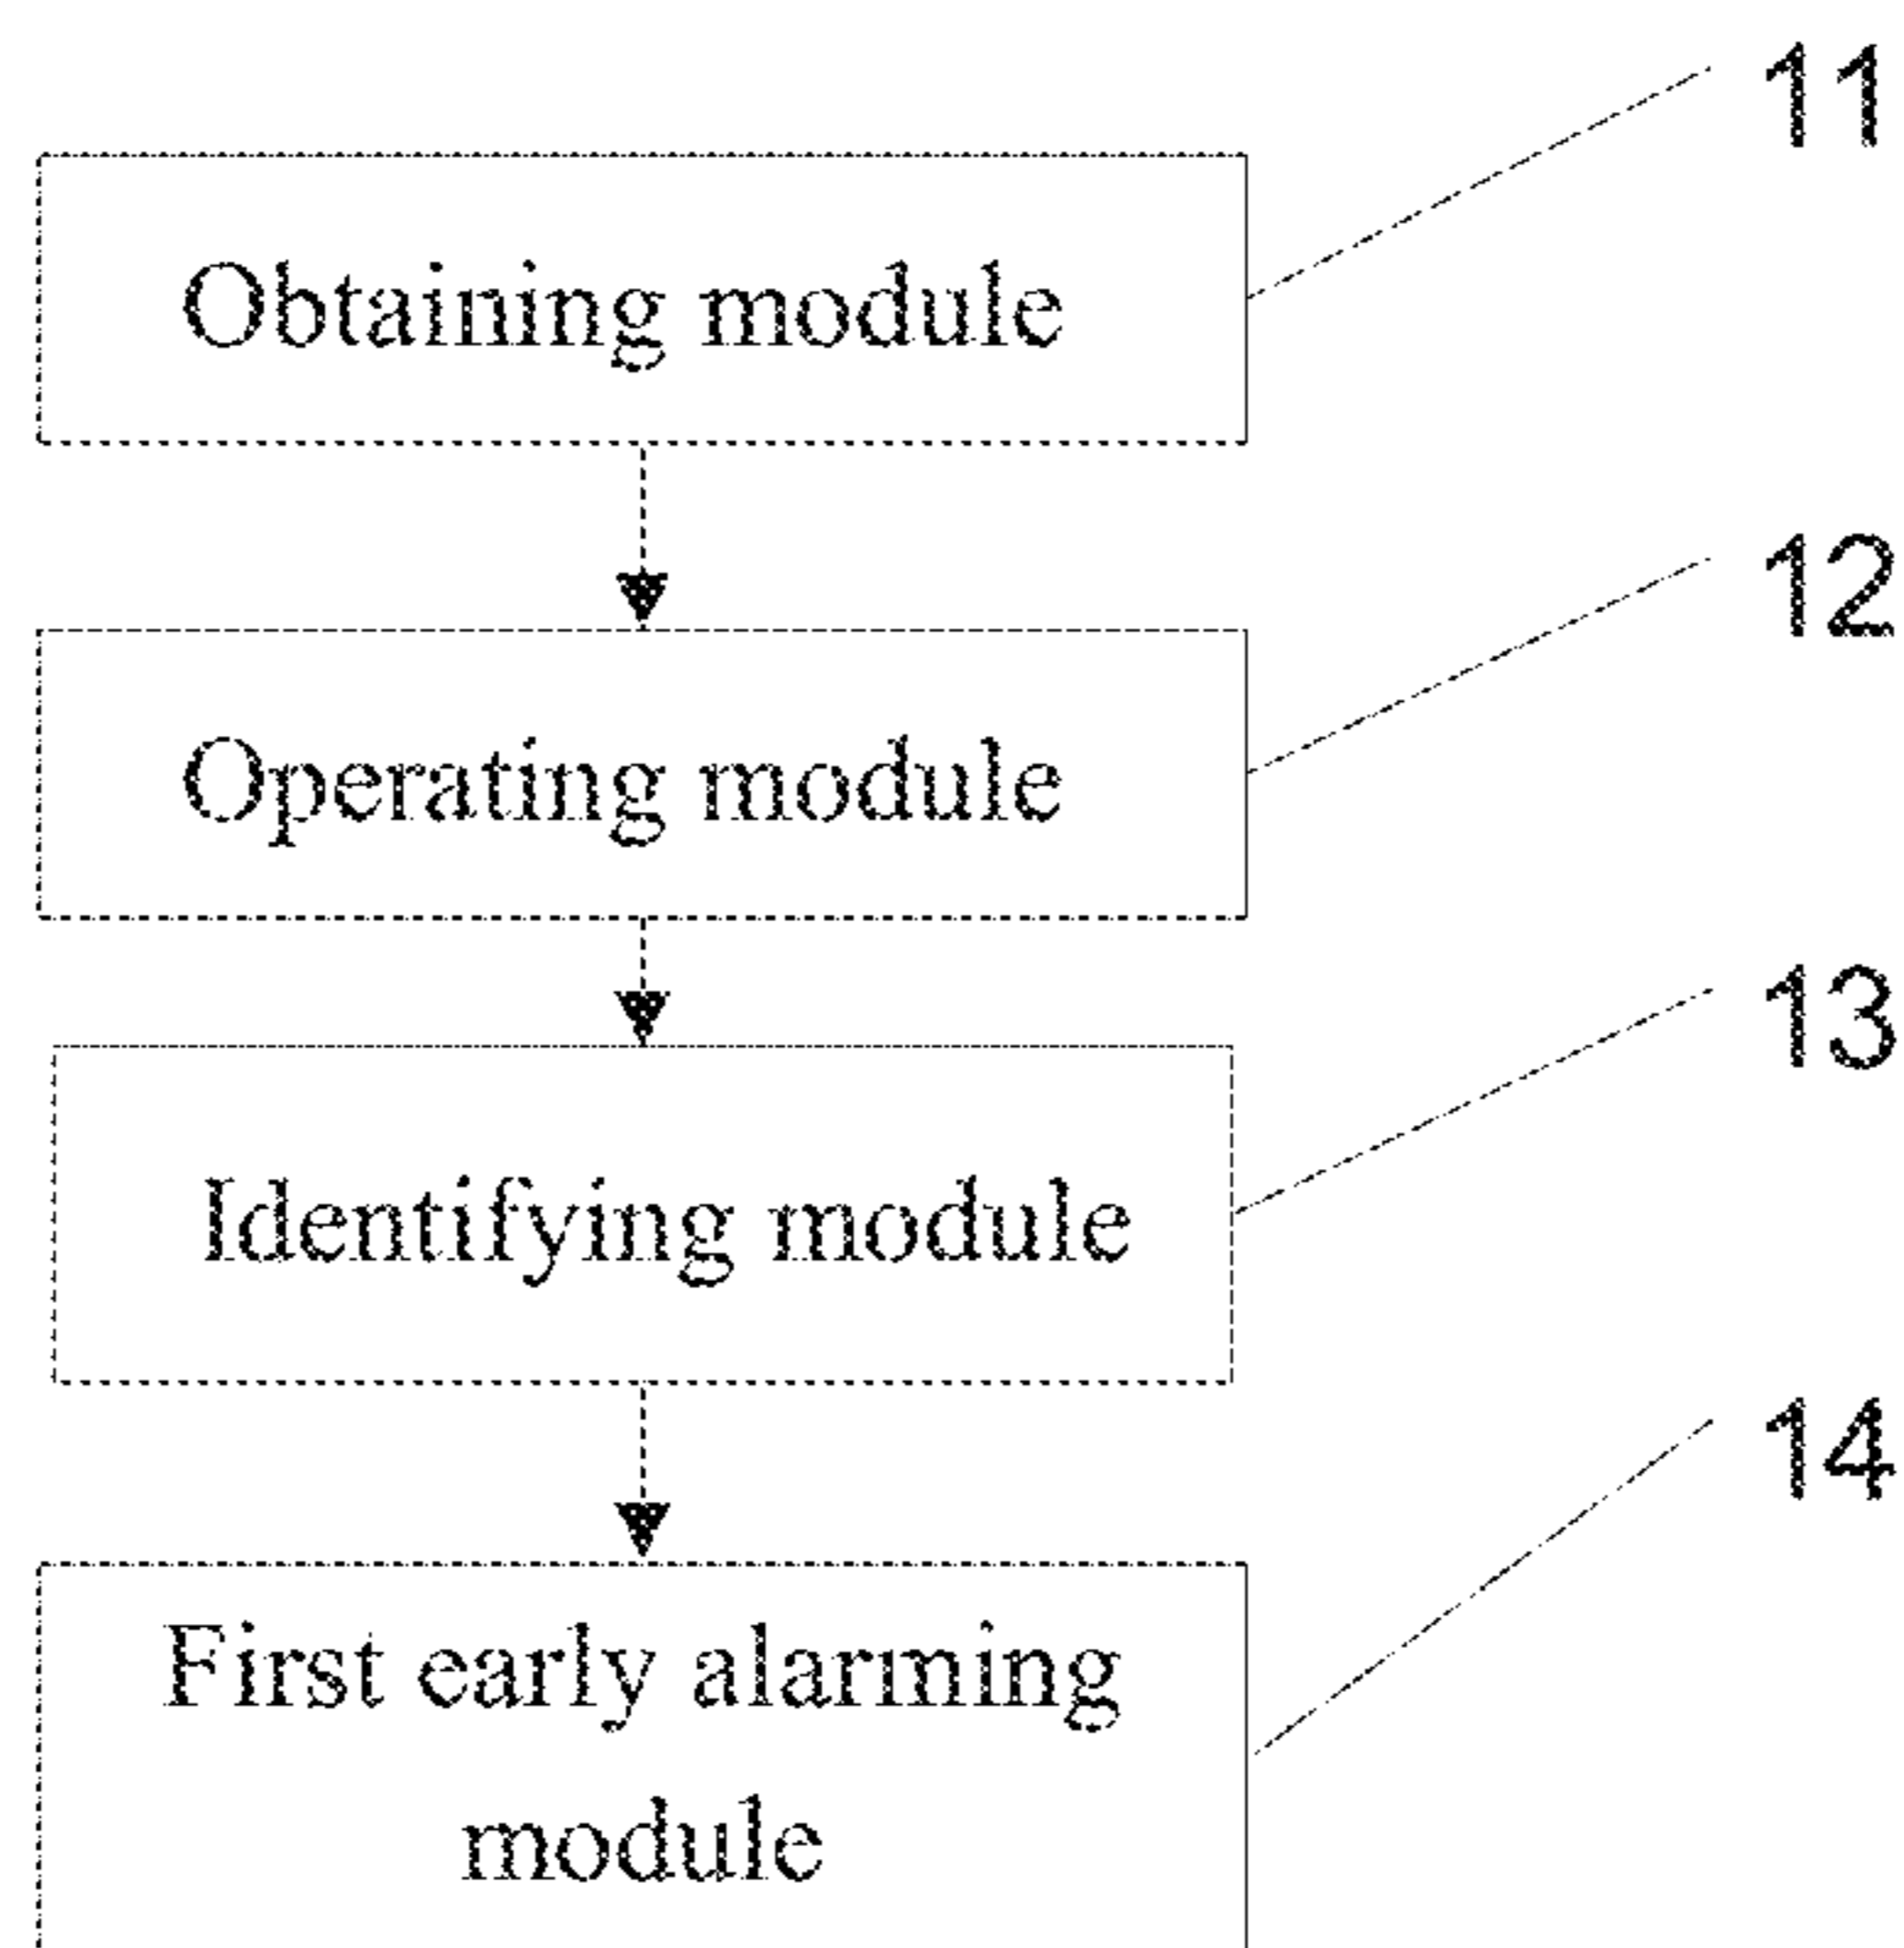 11
Obtaining module
12
Operating module
13
Identifying module
14
First early alarming
module